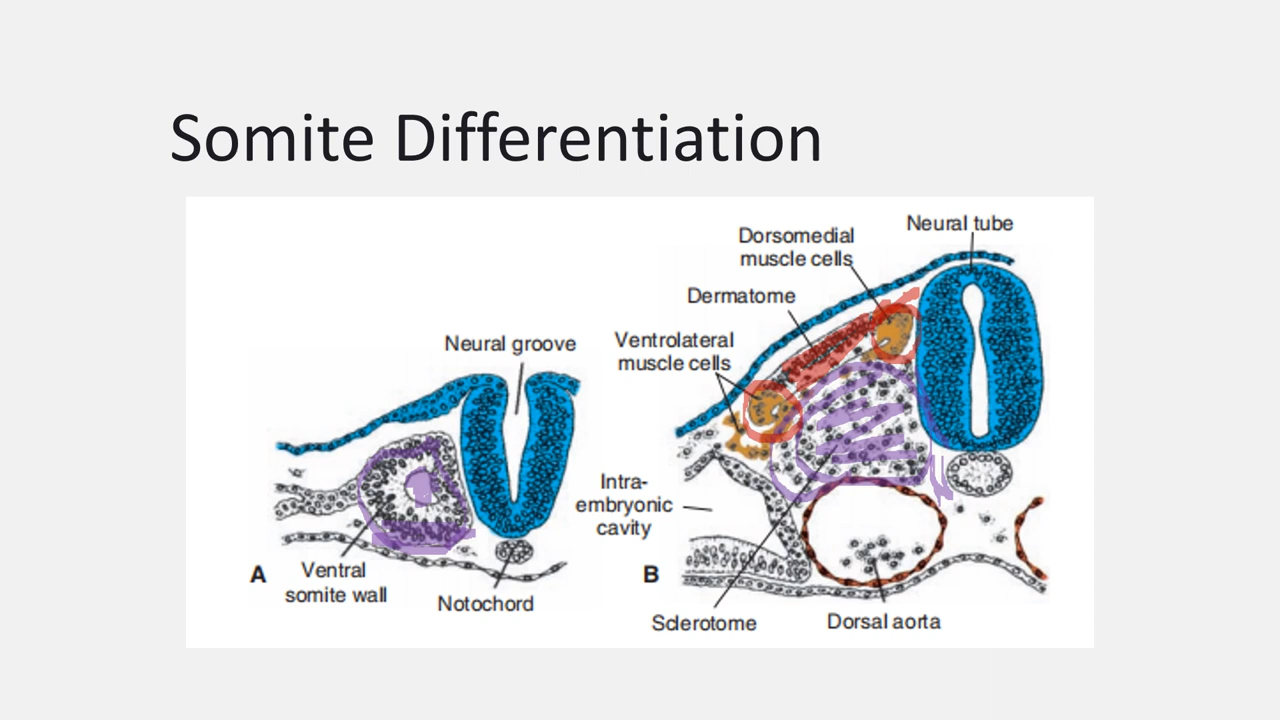 Somite Differentiation
Neural groove
A
Ventral
somite wall
Notochord
Dorsomedial
muscle cells
Neural tube
Dermatome
Ventrolateral
muscle cells
Intra-
embryonic
cavity
B
Sclerotome
Dorsal aorta